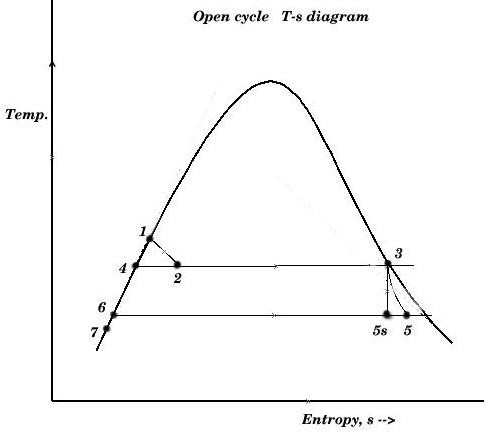 Open cycle T-s diagram
Temp.
1
3
4
2
6
7
5s 5
Entropy, s -->